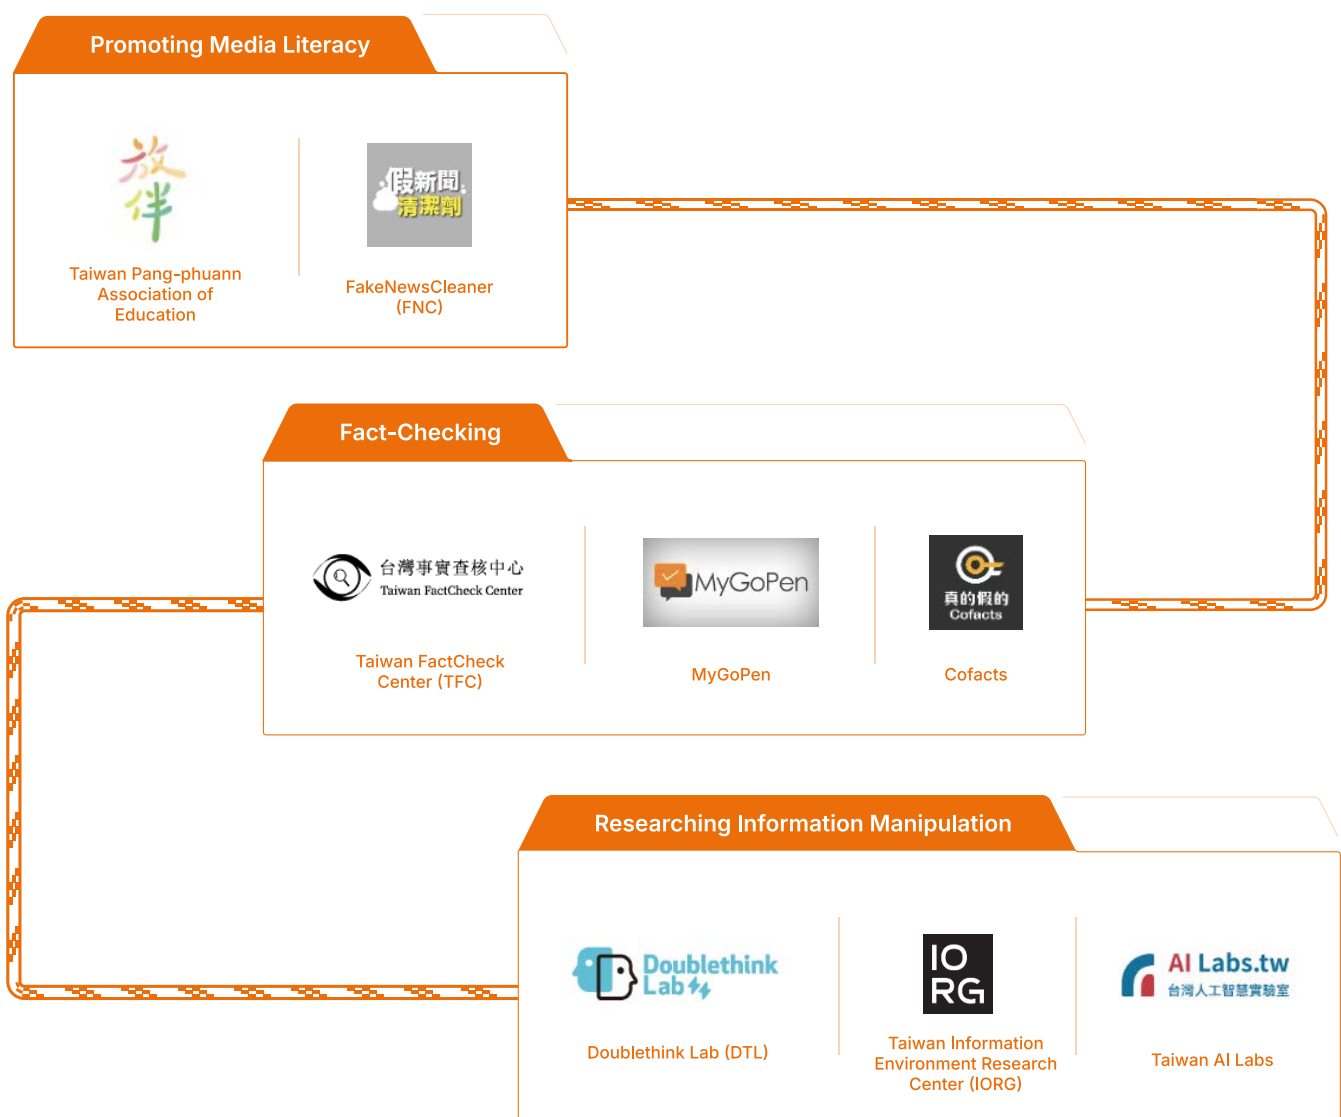 Promoting Media Literacy
放
伴
假新聞
清潔劑
Taiwan Pang-phuann
Association of
Education
FakeNewsCleaner
(FNC)
Fact-Checking
台灣事實查核中心
Taiwan FactCheck Center
MyGoPen
真的假的
Cofacts
Taiwan FactCheck
Center (TFC)
MyGoPen
Cofacts
Researching Information Manipulation
Doublethink
Lab
IO
RG
AI Labs.tw
台灣人工智慧實驗室
Doublethink Lab (DTL)
Taiwan Information
Environment Research
Center (IORG)
Taiwan AI Labs